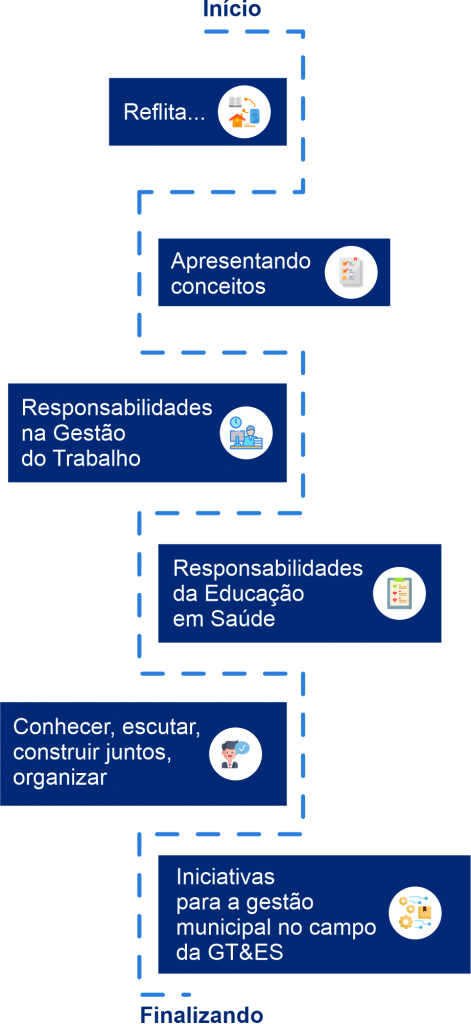 Início
Reflita...
Apresentando
conceitos
Responsabilidades
na Gestão
do Trabalho
Responsabilidades
da Educação
em Saúde
Conhecer, escutar,
construir juntos,
organizar
Iniciativas
para a gestão
municipal no campo
da GT&ES
Finalizando